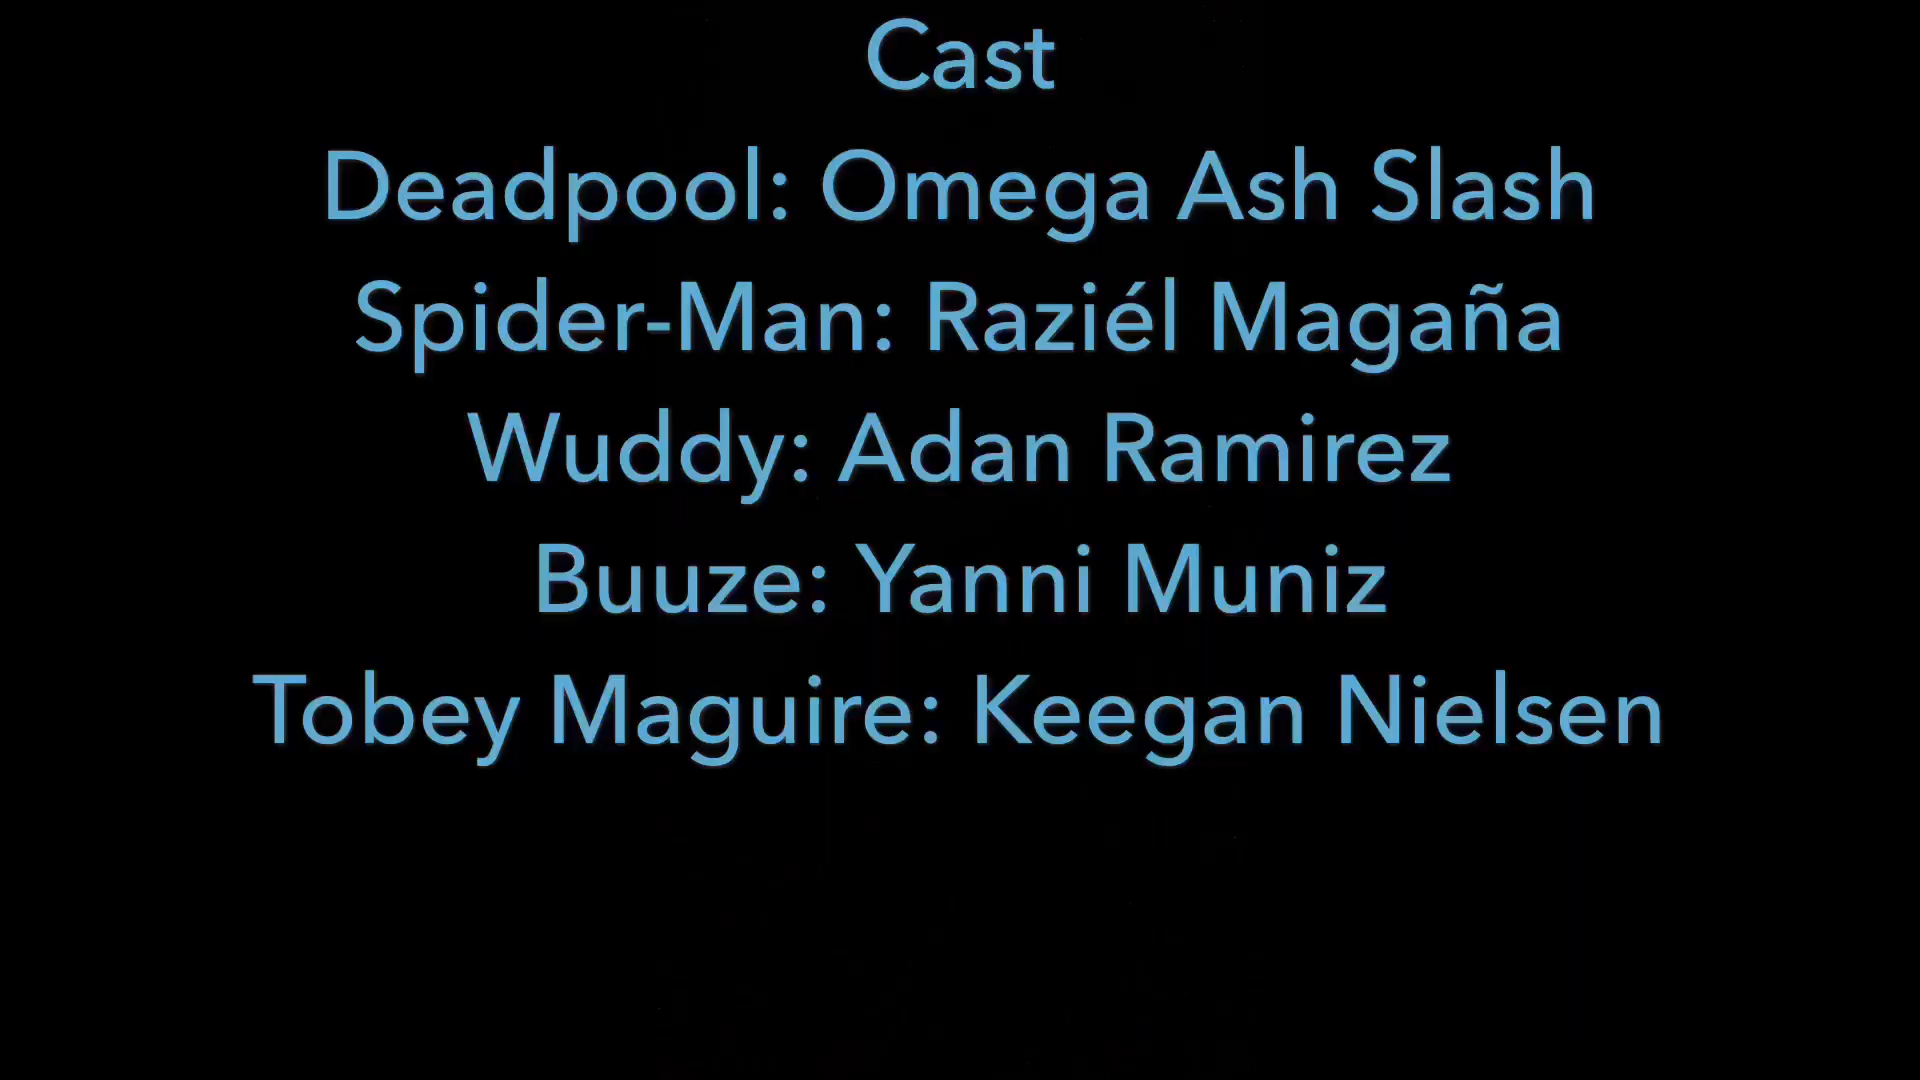 Cast
Deadpool: Omega Ash Slash
Spider-Man: Raziél Magaña
Wuddy: Adan Ramirez
Buuze: Yanni Muniz
Tobey Maguire: Keegan Nielsen